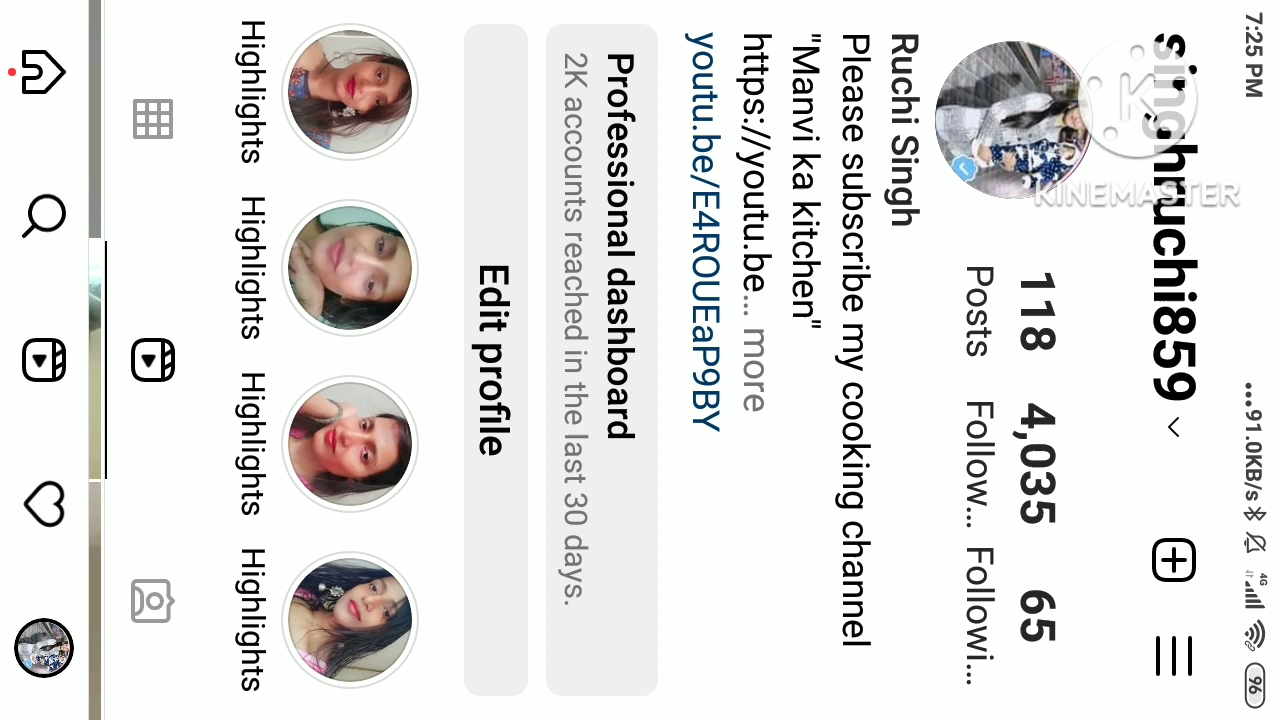 7:25 PM ...91.0KB/s 4G 96
singhruchi859
K
KINEMASTER
118 4,035 65
Posts Follow... Followi...
Ruchi Singh
Please subscribe my cooking channel
"Manvi ka kitchen"
https://youtu.be... more
youtu.be/E4ROUEaP9BY
Professional dashboard
2K accounts reached in the last 30 days.
Edit profile
Highlights Highlights Highlights Highlights